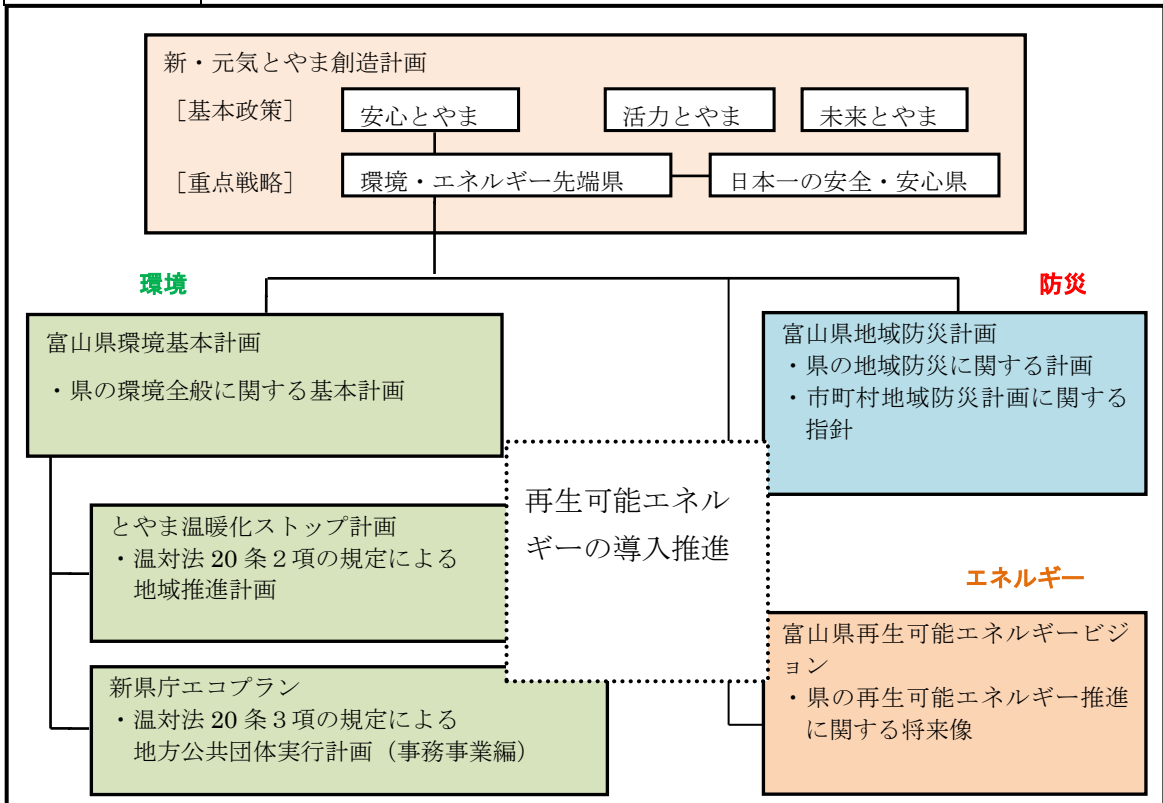 新・元気とやま創造計画
［基本政策］
安心とやま
活力とやま
未来とやま
［重点戦略］
環境・エネルギー先端県
日本一の安全・安心県
環境
防災
富山県環境基本計画
・県の環境全般に関する基本計画
富山県地域防災計画
・県の地域防災に関する計画
・市町村地域防災計画に関する
指針
再生可能エネル
ギーの導入推進
とやま温暖化ストップ計画
・温対法 20 条２項の規定による
地域推進計画
エネルギー
新県庁エコプラン
・温対法 20 条３項の規定による
地方公共団体実行計画（事務事業編）
富山県再生可能エネルギービジ
ョン
・県の再生可能エネルギー推進
に関する将来像